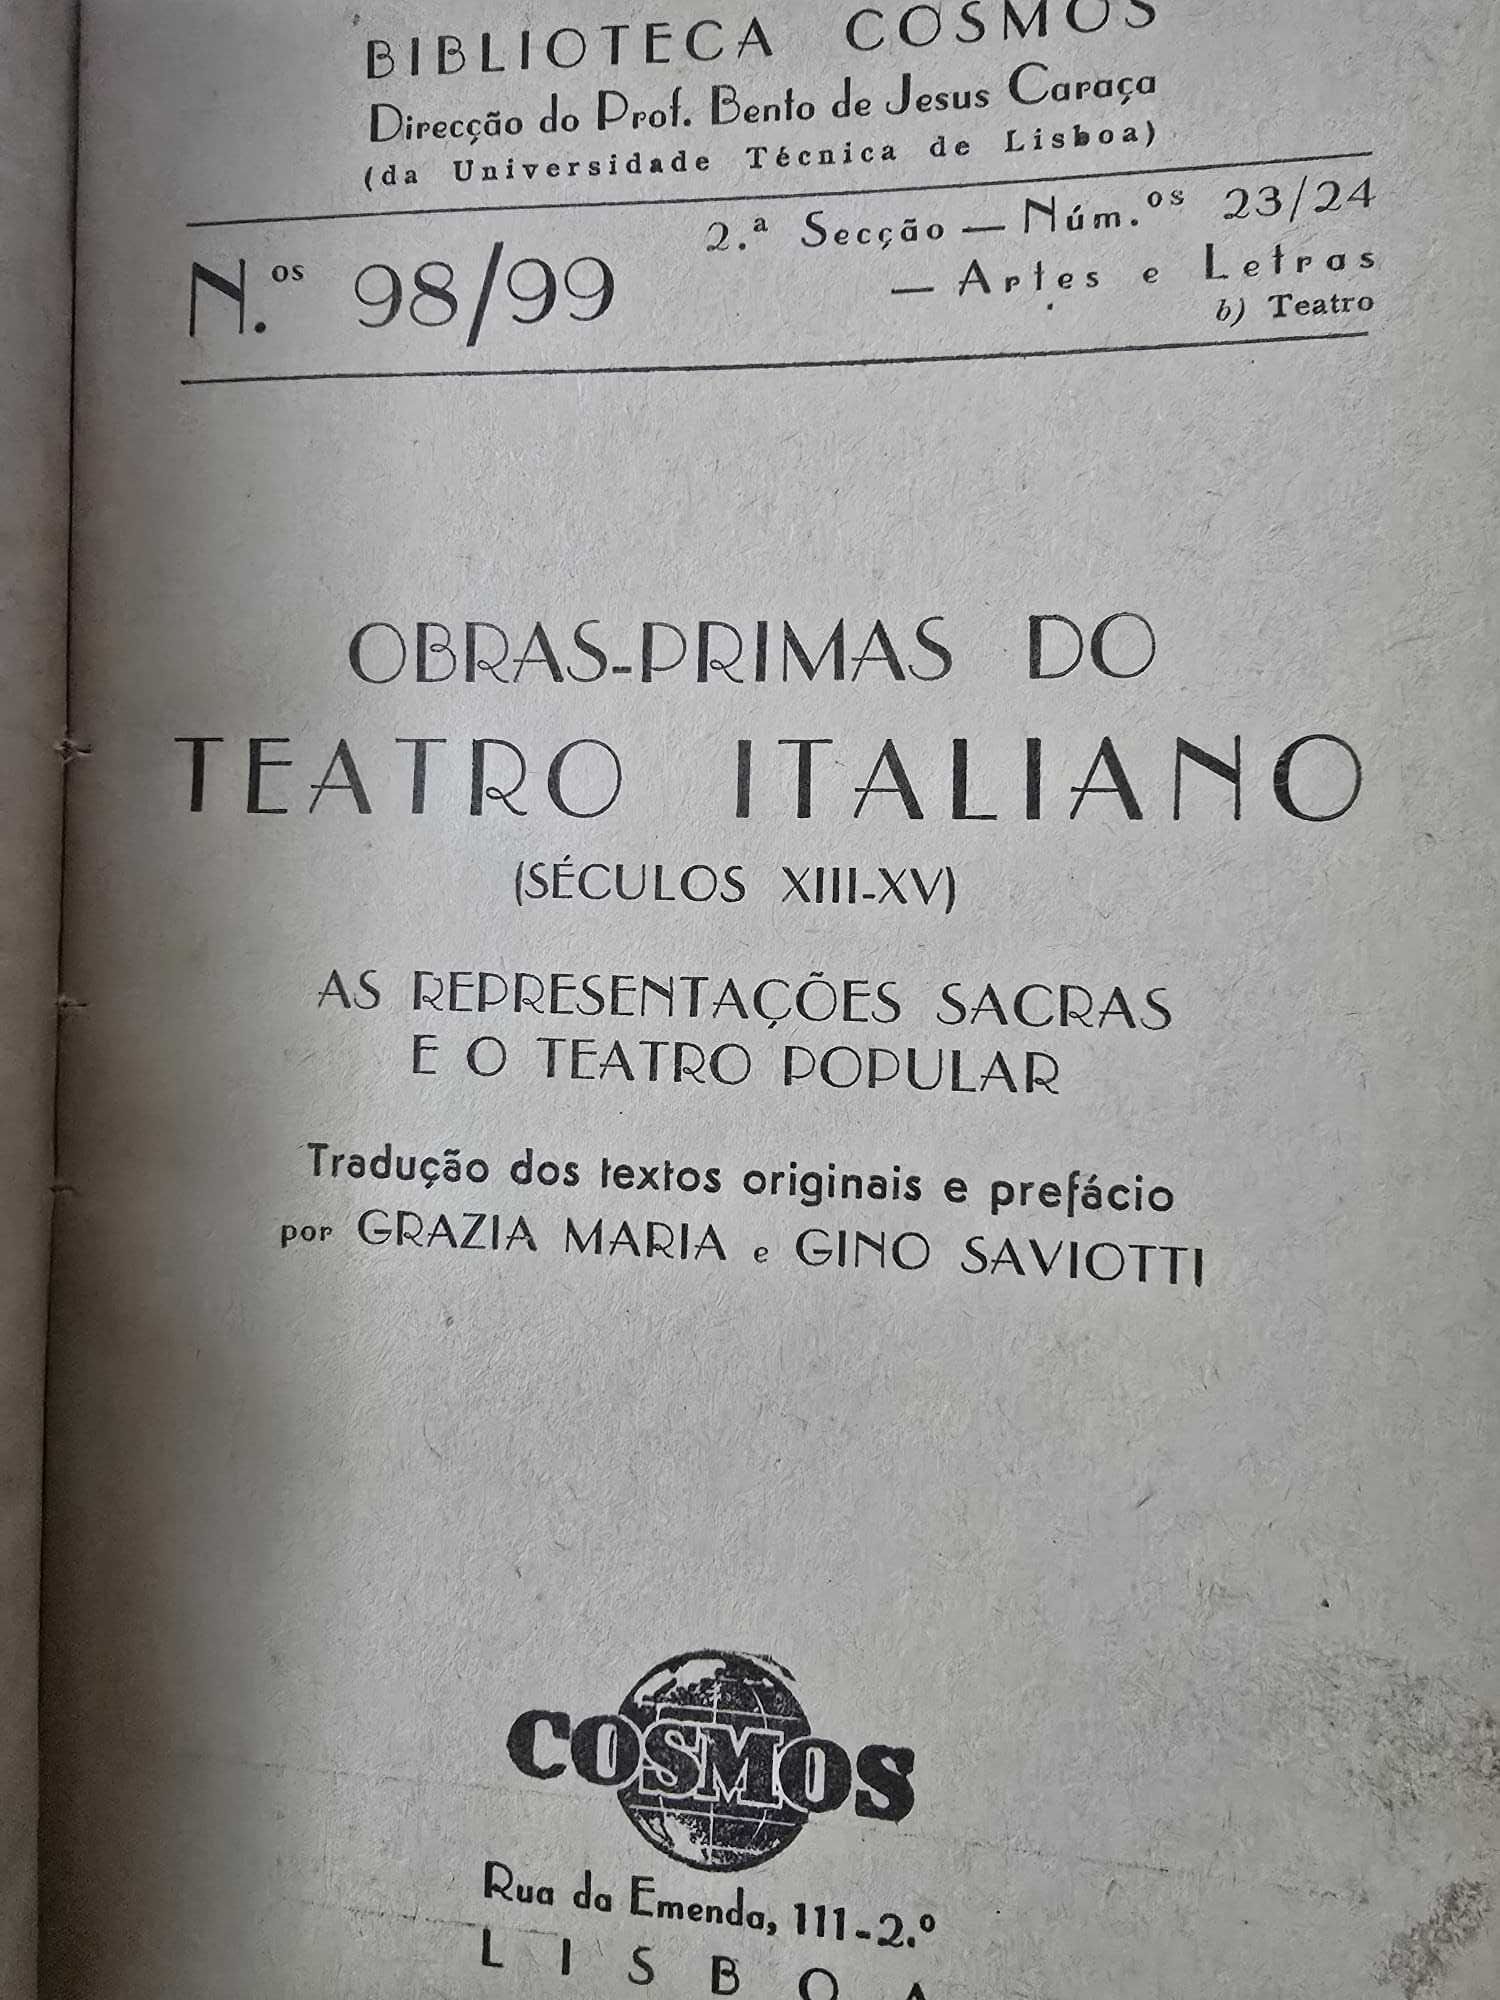 BIBLIOTECA COSMOS
Direcção do Prof. Bento de Jesus Caraça
(da Universidade Técnica de Lisboa)
N.os 98/99
2.ª Secção — Núm.os 23/24
— Artes e Letras
b) Teatro
OBRAS-PRIMAS DO
TEATRO ITALIANO
(SÉCULOS XIII-XV)
AS REPRESENTAÇÕES SACRAS
E O TEATRO POPULAR
Tradução dos textos originais e prefácio
por GRAZIA MARIA e GINO SAVIOTTI
COSMOS
Rua da Emenda, 111-2.º
LISBOA